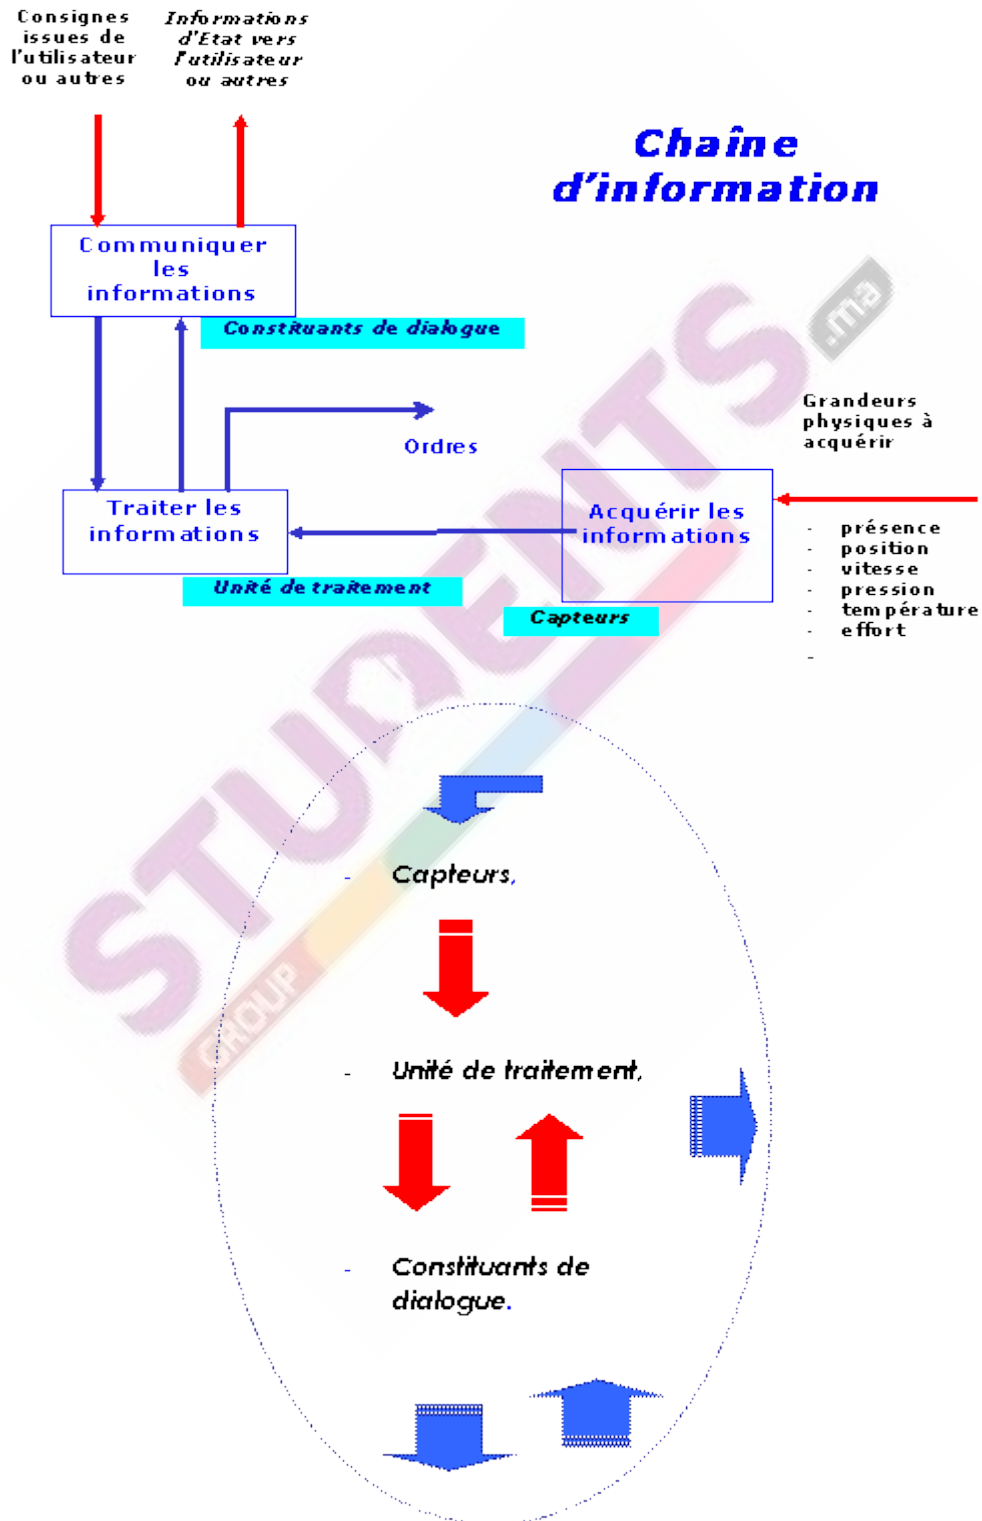 Consignes
issues de
l'utilisateur
ou autres
Informations
d'Etat vers
l'utilisateur
ou autres
Chaîne
d'information
Communiquer
les
informations
Constituants de dialogue
Ordres
Grandeurs
physiques à
acquérir
Traiter les
informations
Unité de traitement
Acquérir les
informations
Capteurs
- présence
- position
- vitesse
- pression
- température
- effort
-
STUDENTS
.ma
GROUP
- Capteurs,
- Unité de traitement,
- Constituants de
dialogue.